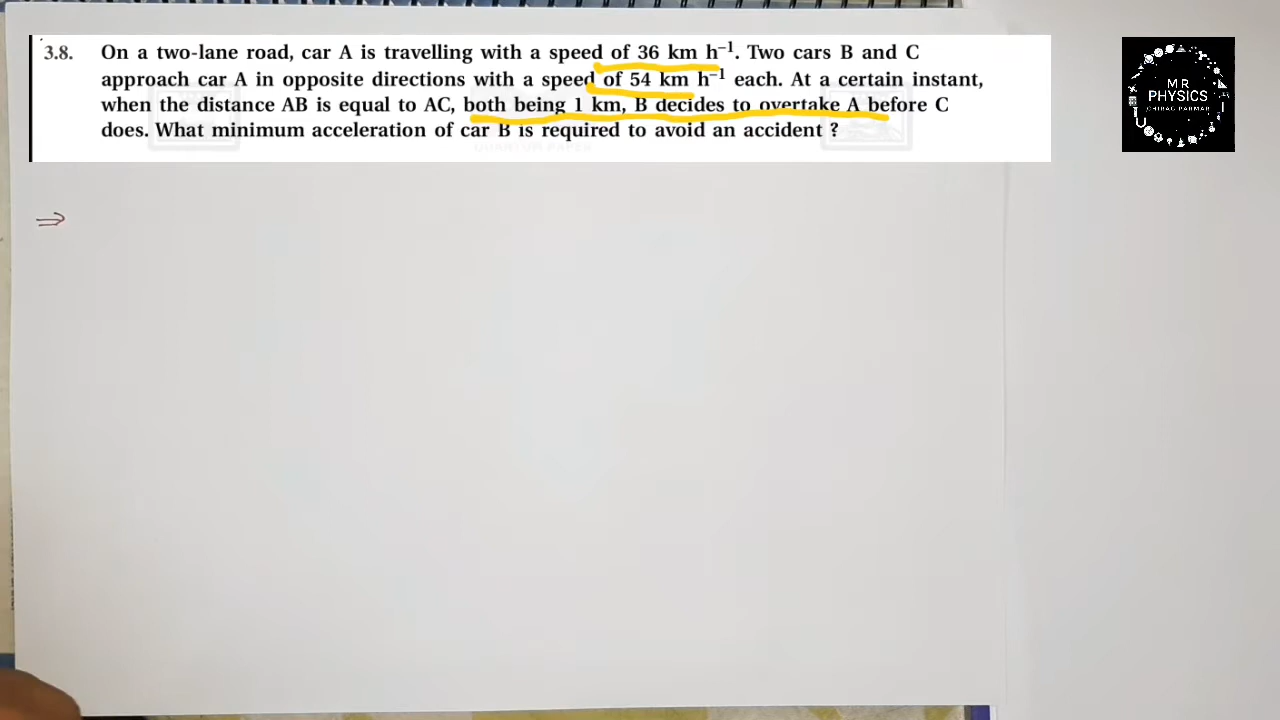 3.8. On a two-lane road, car A is travelling with a speed of 36 km h⁻¹. Two cars B and C
approach car A in opposite directions with a speed of 54 km h⁻¹ each. At a certain instant,
when the distance AB is equal to AC, both being 1 km, B decides to overtake A before C
does. What minimum acceleration of car B is required to avoid an accident ?
MR
PHYSICS
CHIRAG PARMAR
⇒